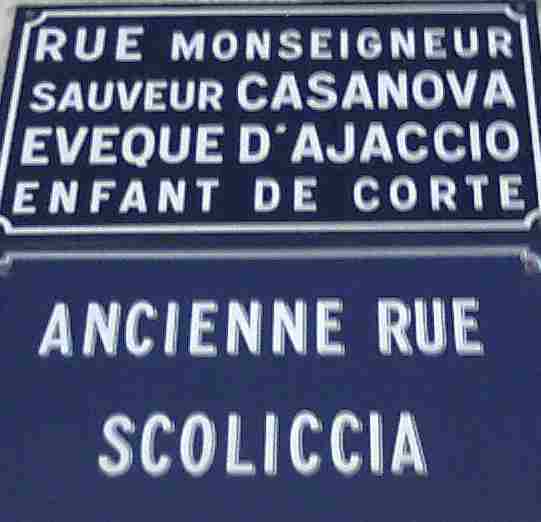 RUE MONSEIGNEUR
SAUVEUR CASANOVA
EVEQUE D'AJACCIO
ENFANT DE CORTE
ANCIENNE RUE
SCOLICCIA